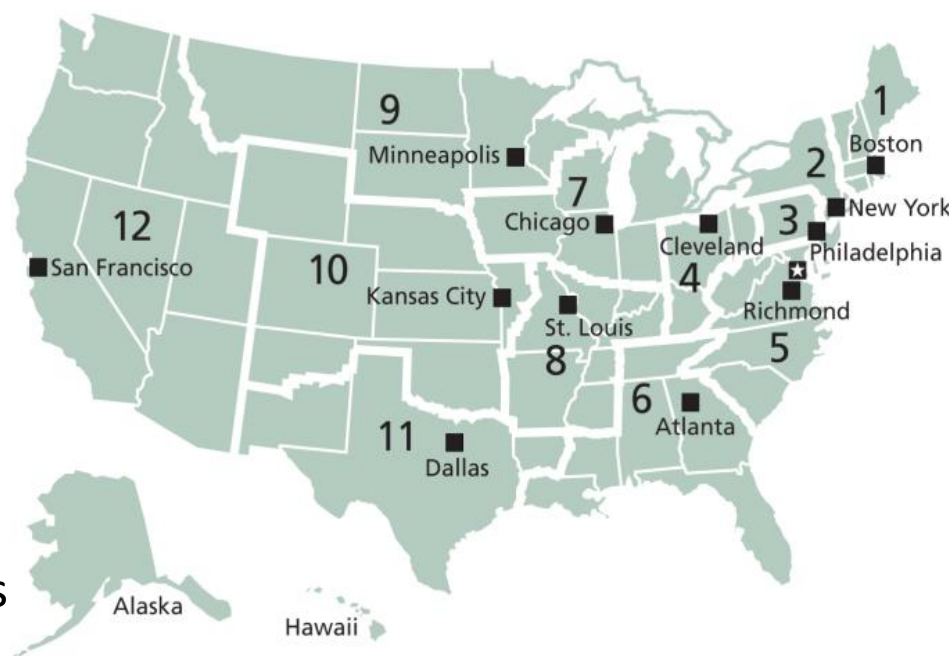 1
9
Boston
2
Minneapolis
7
New York
12
Chicago
3
Cleveland
Philadelphia
San Francisco
10
4
Kansas City
Richmond
St. Louis
5
8
6
Atlanta
11
Dallas
s
Alaska
Hawaii